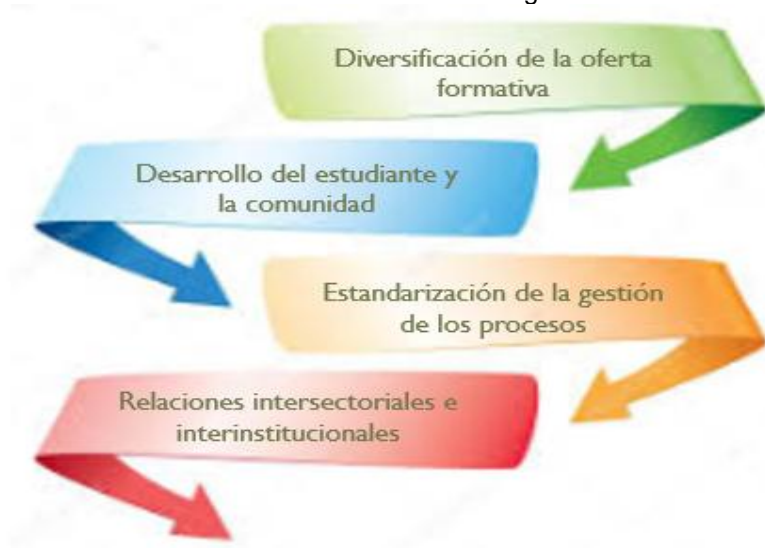 Diversificación de la oferta
formativa
Desarrollo del estudiante y
la comunidad
Estandarización de la gestión
de los procesos
Relaciones intersectoriales e
interinstitucionales